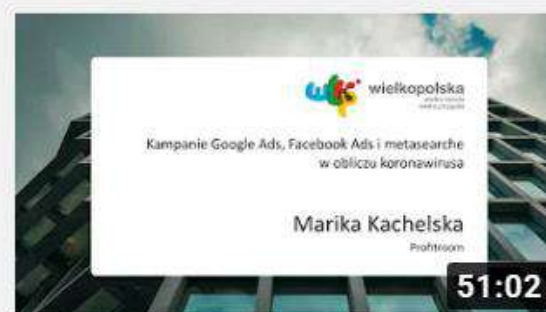 wielkopolska
Kampanie Google Ads, Facebook Ads i metasearche
w obliczu koronawirusa
Marika Kachelska
Profitroom
51:02